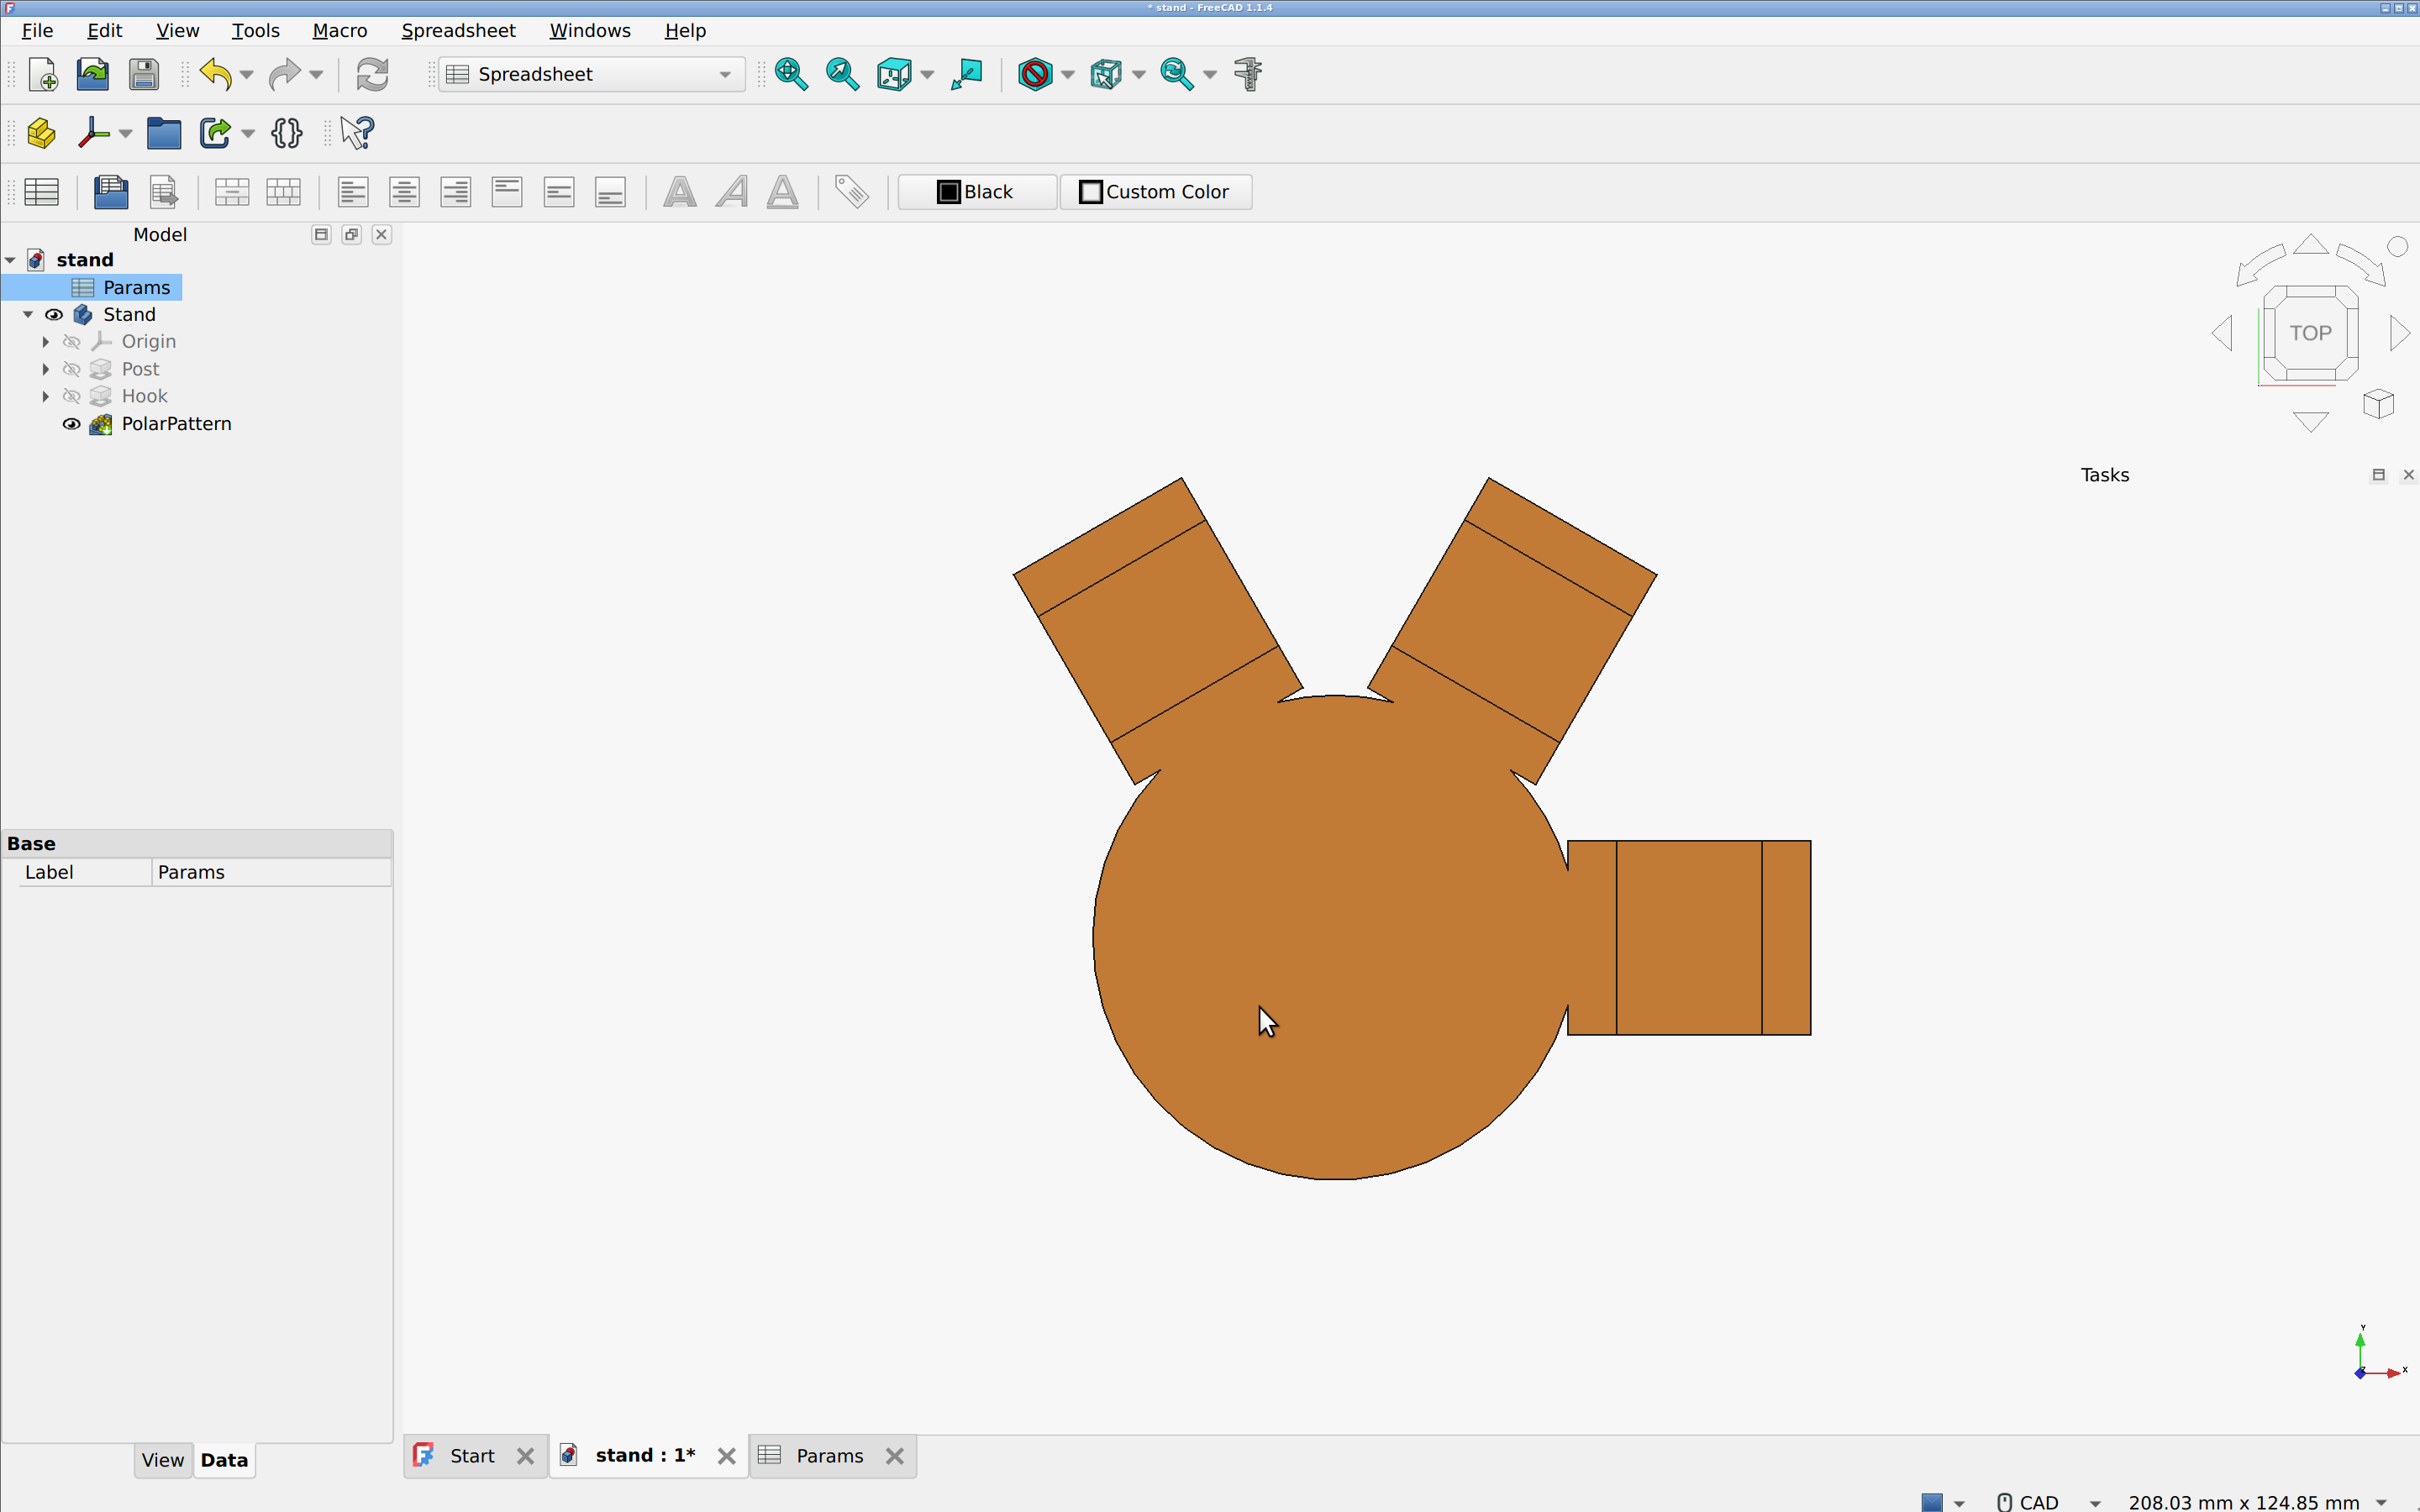 * stand - FreeCAD 1.1.4
File Edit View Tools Macro Spreadsheet Windows Help
Spreadsheet
Black Custom Color
Model
stand
Params
Stand
Origin
Post
Hook
PolarPattern
TOP
Tasks
Base
Label Params
Y
Z
X
View Data
Start stand : 1* Params
CAD 208.03 mm x 124.85 mm